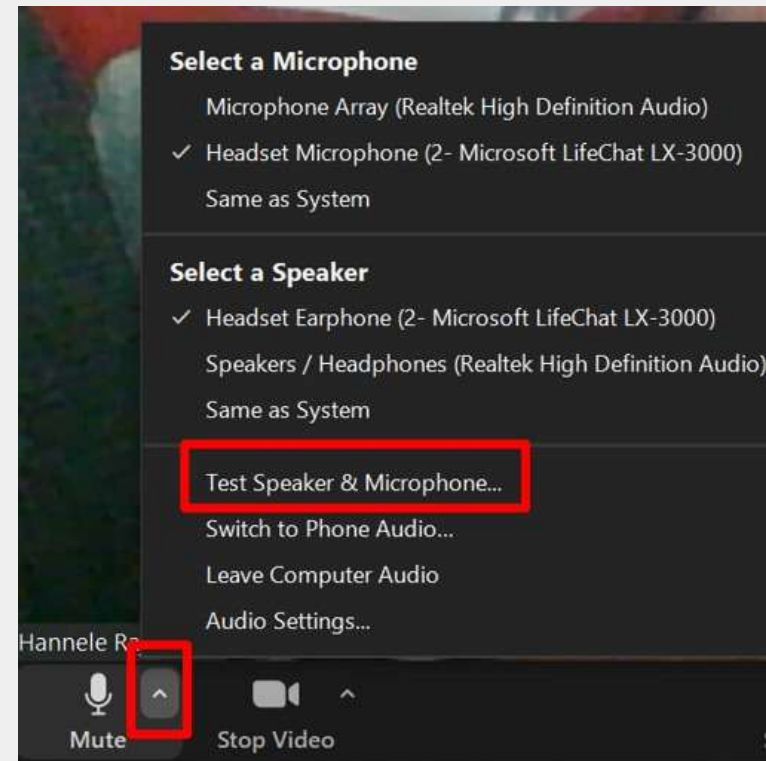 Select a Microphone
Microphone Array (Realtek High Definition Audio)
Headset Microphone (2- Microsoft LifeChat LX-3000)
Same as System
Select a Speaker
Headset Earphone (2- Microsoft LifeChat LX-3000)
Speakers / Headphones (Realtek High Definition Audio)
Same as System
Test Speaker & Microphone...
Switch to Phone Audio...
Leave Computer Audio
Audio Settings...
Hannele
Mute
Stop Video